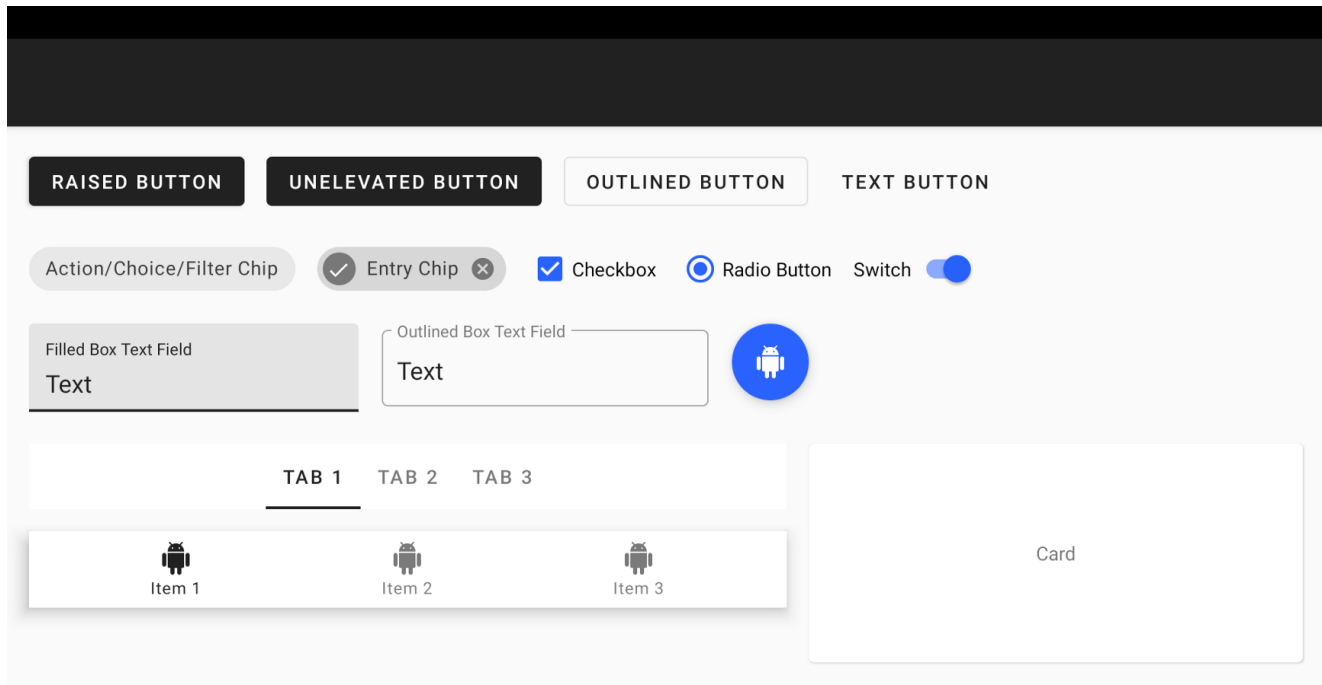 RAISED BUTTON
UNELEVATED BUTTON
OUTLINED BUTTON
TEXT BUTTON
Action/Choice/Filter Chip
Entry Chip
Checkbox
Radio Button
Switch
Filled Box Text Field
Text
Outlined Box Text Field
Text
TAB 1
TAB 2
TAB 3
Item 1
Item 2
Item 3
Card